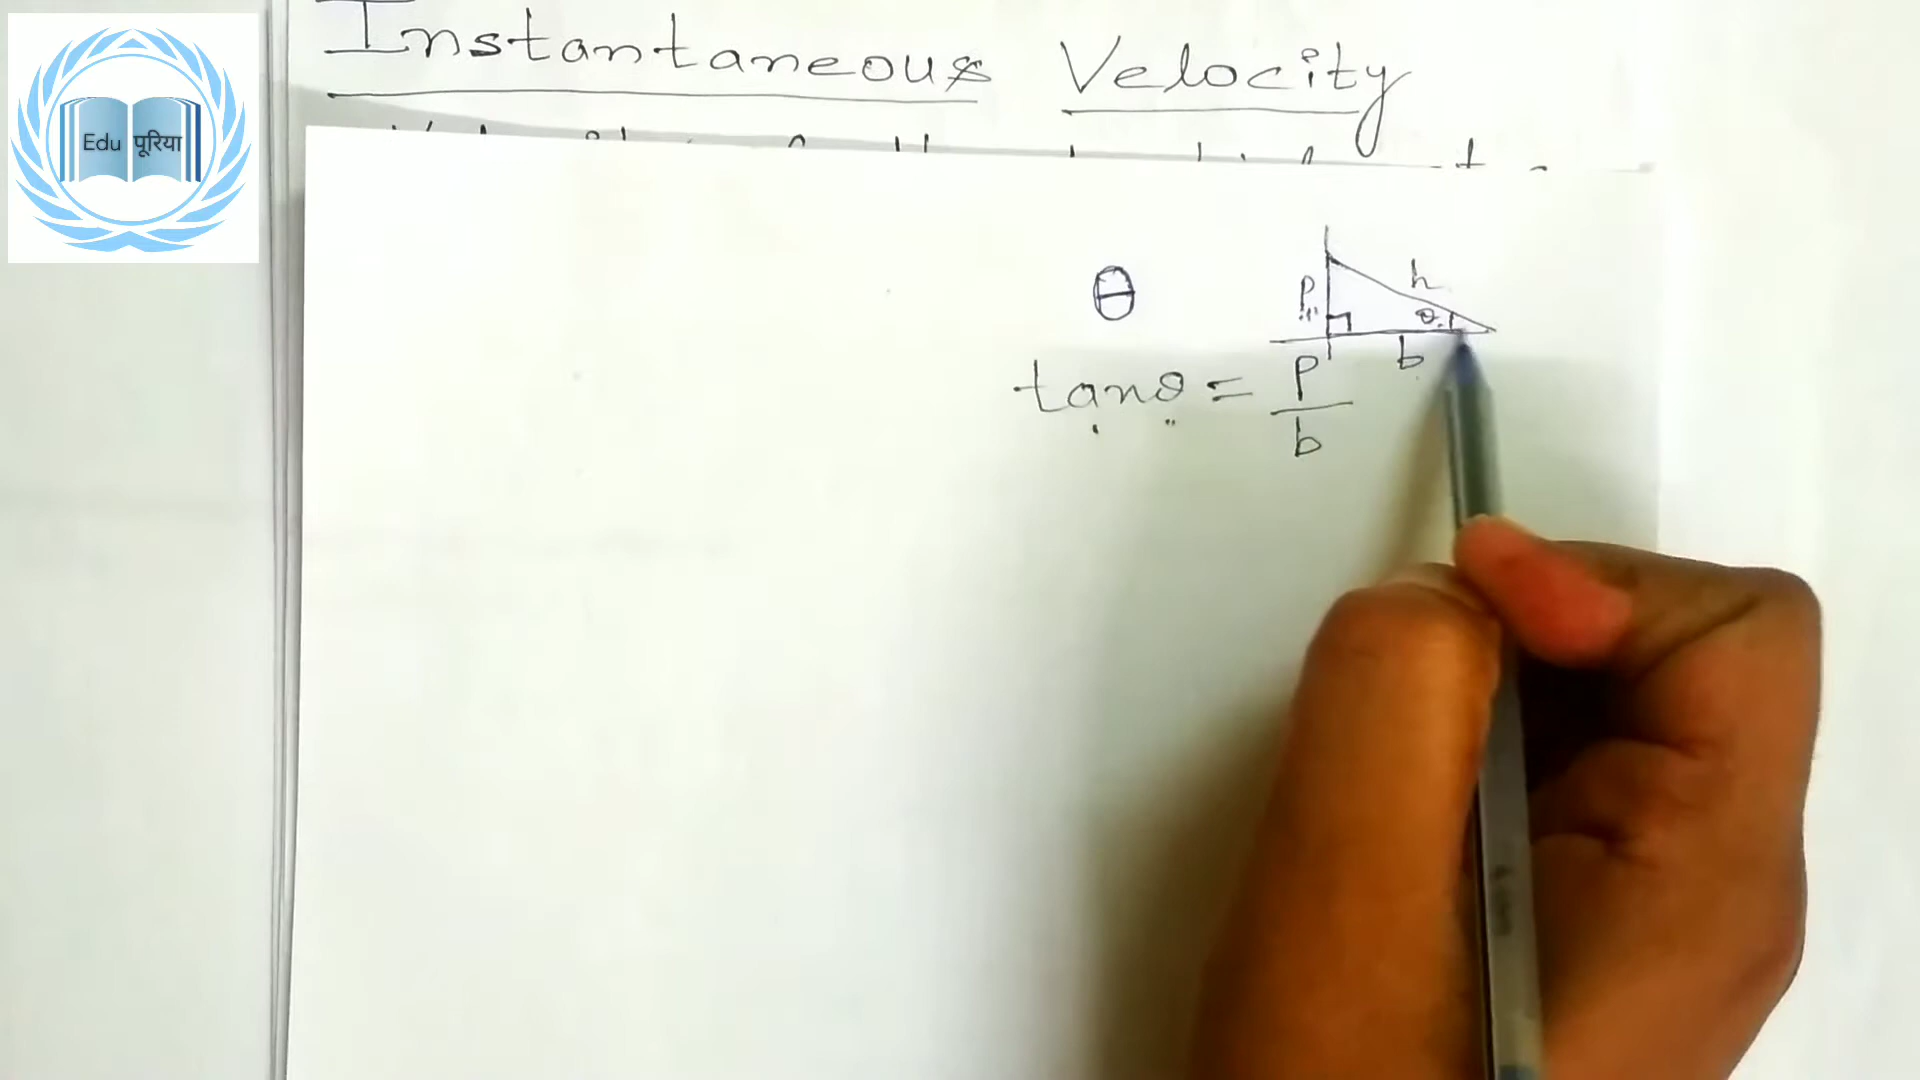 Instantaneous Velocity
Edu पूरिया
θ
p
h
θ
b
tanθ = p
b